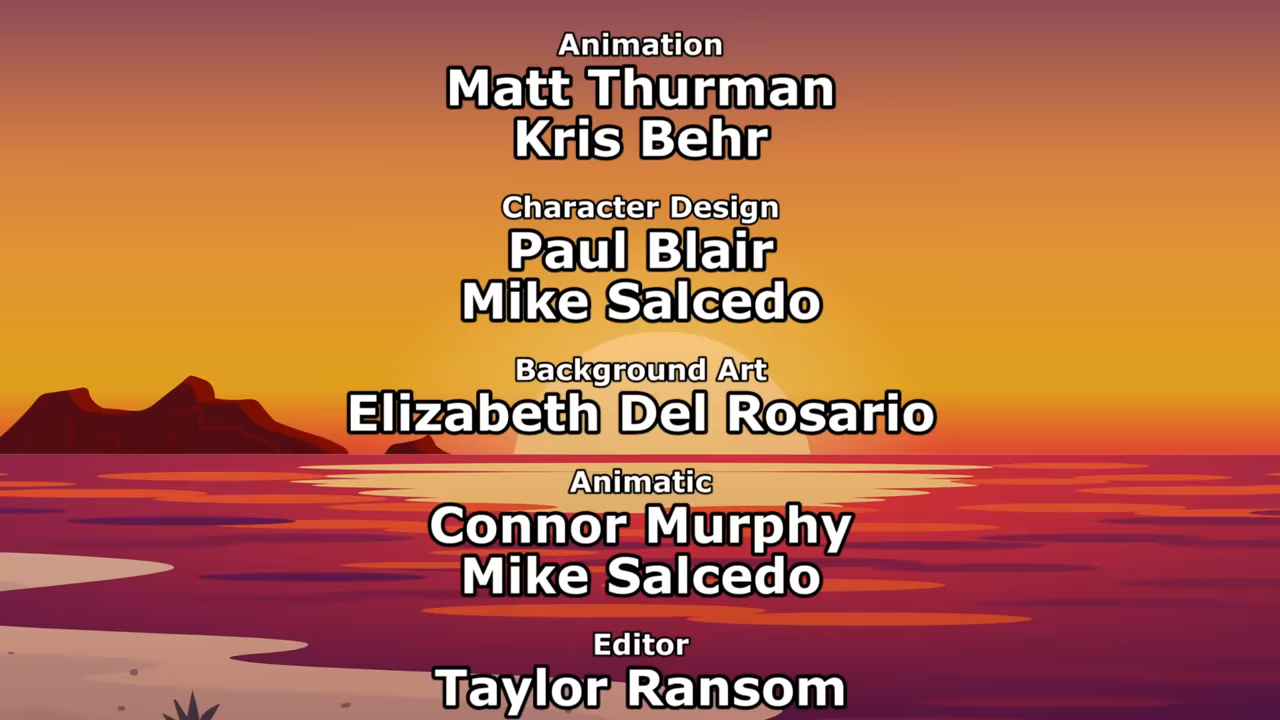 Animation
Matt Thurman
Kris Behr
Character Design
Paul Blair
Mike Salcedo
Background Art
Elizabeth Del Rosario
Animatic
Connor Murphy
Mike Salcedo
Editor
Taylor Ransom